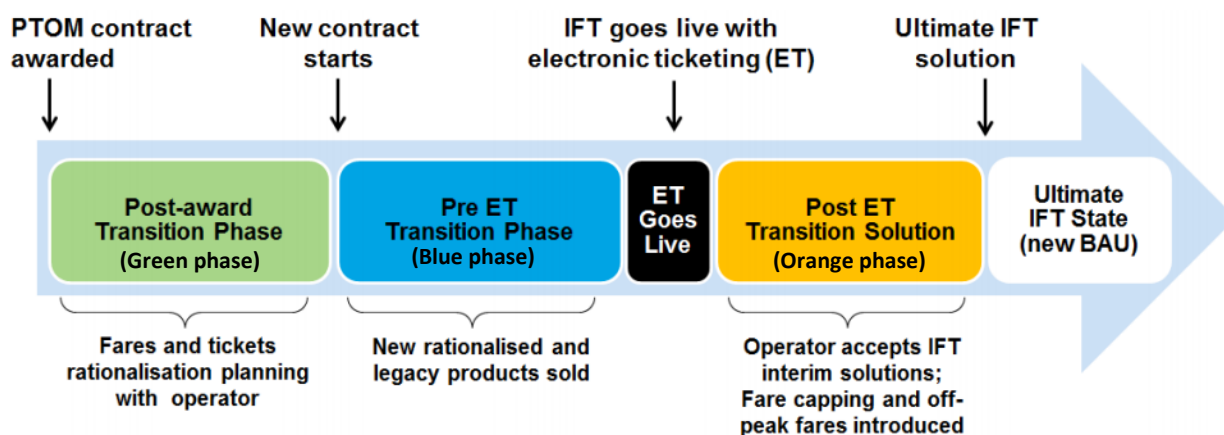 PTOM contract
awarded
New contract
starts
IFT goes live with
electronic ticketing (ET)
Ultimate IFT
solution
Post-award
Transition Phase
(Green phase)
Pre ET
Transition Phase
(Blue phase)
ET
Goes
Live
Post ET
Transition Solution
(Orange phase)
Ultimate
IFT State
(new BAU)
Fares and tickets
rationalisation planning
with operator
New rationalised and
legacy products sold
Operator accepts IFT
interim solutions;
Fare capping and off-
peak fares introduced